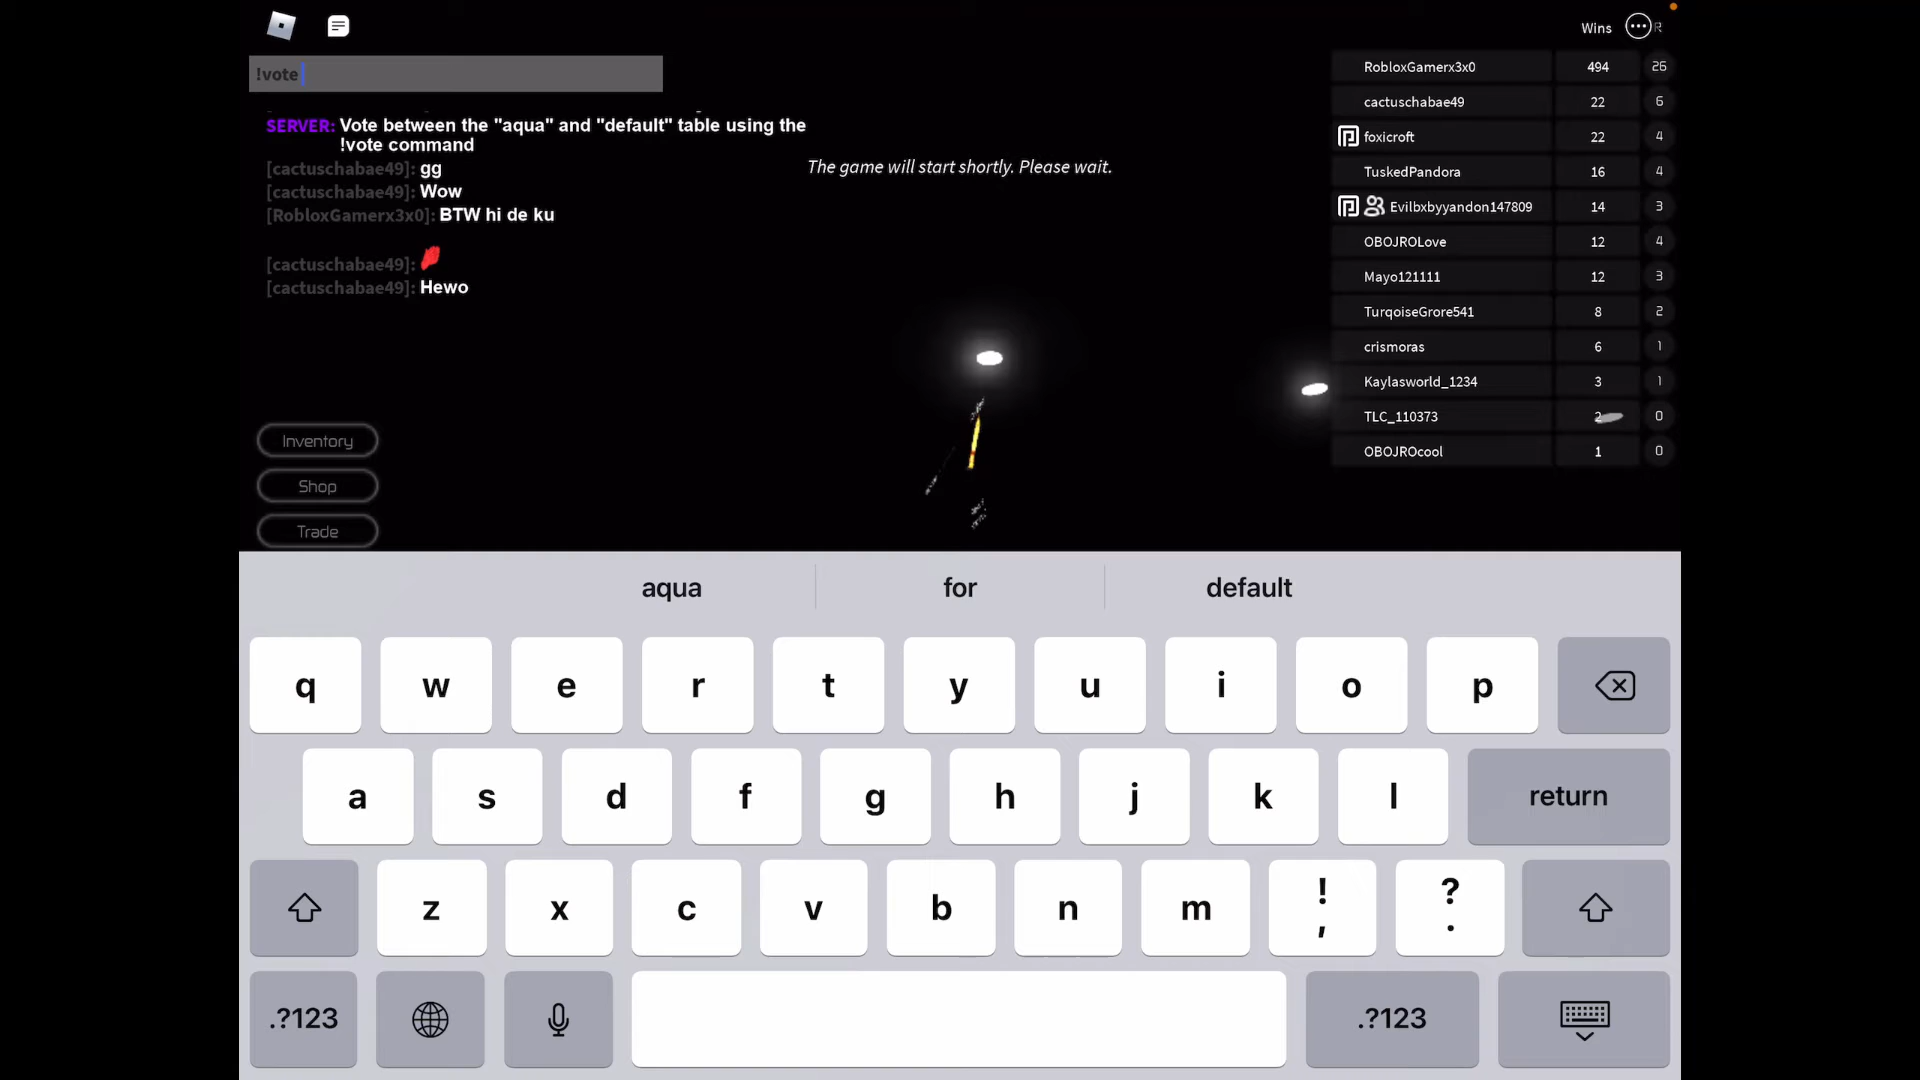 Wins
R
!vote
SERVER: Vote between the "aqua" and "default" table using the
!vote command
[cactuschabae49]: gg
[cactuschabae49]: Wow
[RobloxGamerx3x0]: BTW hi de ku
[cactuschabae49]:
[cactuschabae49]: Hewo
The game will start shortly. Please wait.
RobloxGamerx3x0 494 26
cactuschabae49 22 6
foxicroft 22 4
TuskedPandora 16 4
Evilbxbyyandon147809 14 3
OBOJROLove 12 4
Mayo121111 12 3
TurqoiseGrore541 8 2
crismoras 6 1
Kaylasworld_1234 3 1
TLC_110373 2 0
OBOJROcool 1 0
Inventory
Shop
Trade
aqua for default
q w e r t y u i o p
a s d f g h j k l return
z x c v b n m ! , ? .
.?123 .?123